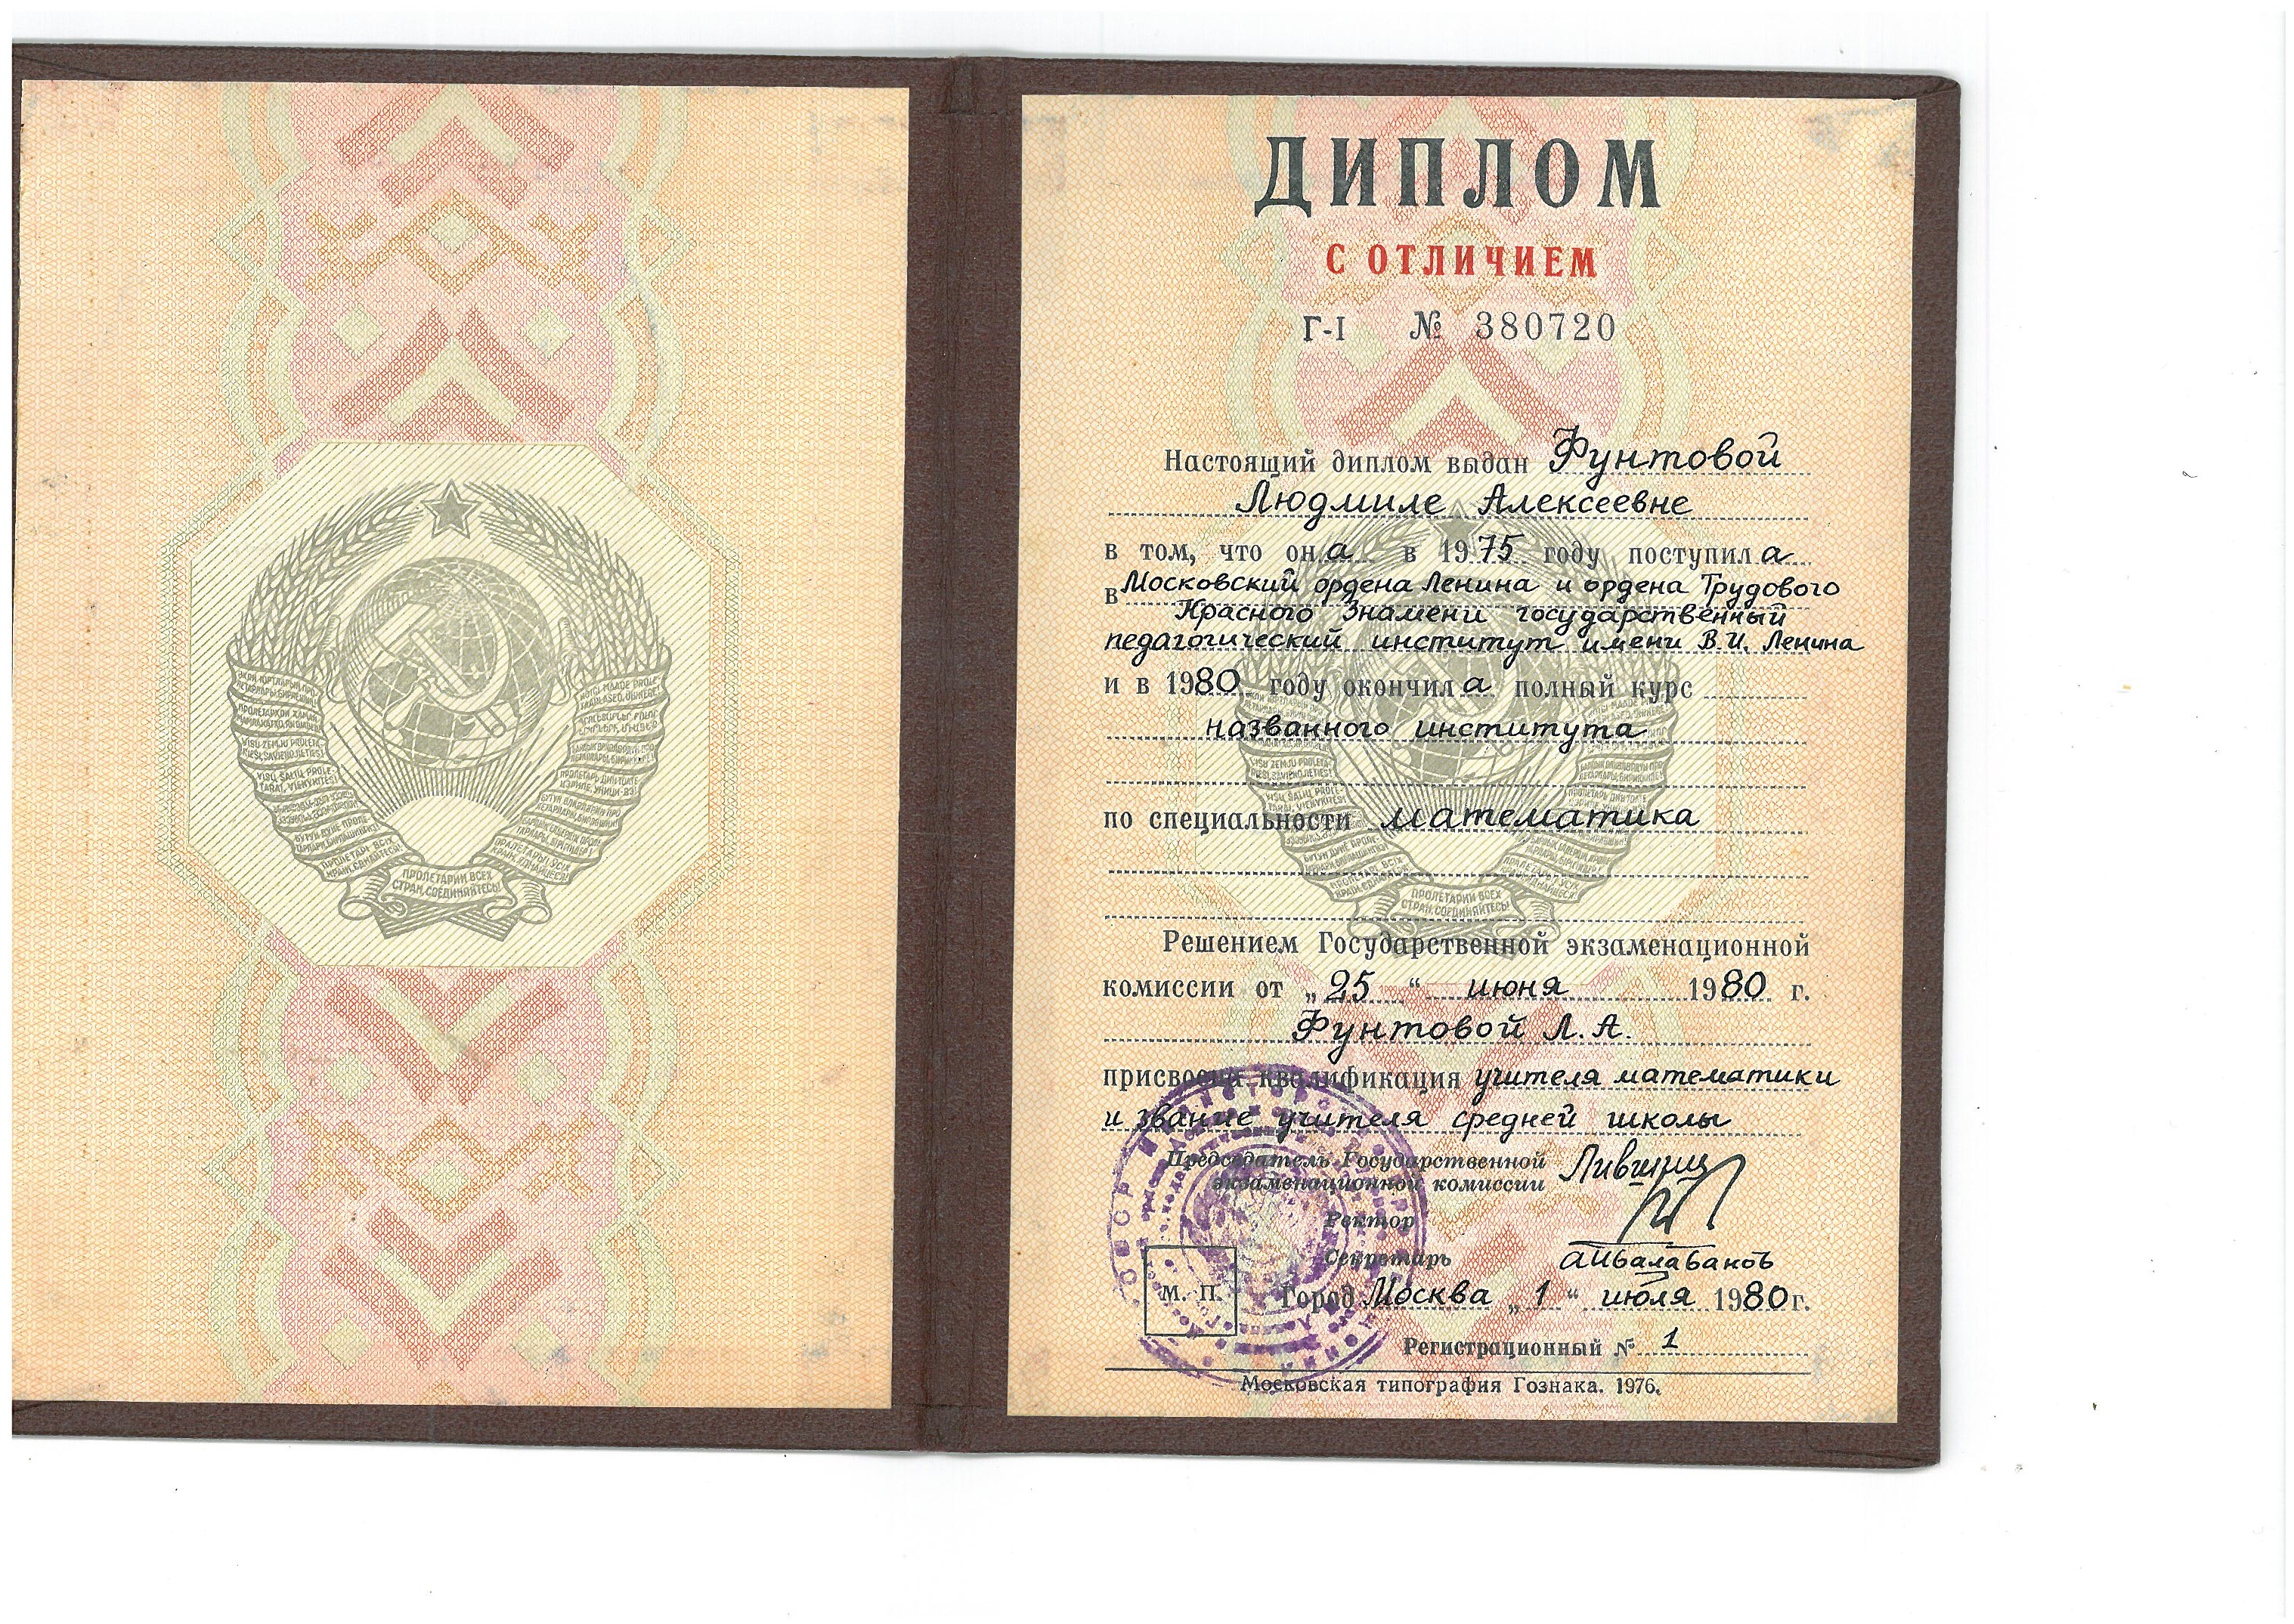 ПРОЛЕТАРИИ ВСЕХ
СТРАН, СОЕДИНЯЙТЕСЬ!
ДИПЛОМ
С ОТЛИЧИЕМ
Г-I № 380720
Настоящий диплом выдан Фунтовой
Людмиле Алексеевне
в том, что она в 1975 году поступила
в Московский ордена Ленина и ордена Трудового
Красного Знамени государственный
педагогический институт имени В.И. Ленина
и в 1980 году окончила полный курс
названного института
по специальности математика
Решением Государственной экзаменационной
комиссии от „25“ июня 1980 г.
Фунтовой Л.А.
присвоена квалификация учителя математики
и звание учителя средней школы
Председатель Государственной
экзаменационной комиссии Лившиц
Ректор
Секретарь
М. П.
Город Москва „1“ июля 1980 г.
Регистрационный № 1
Московская типография Гознака. 1976.